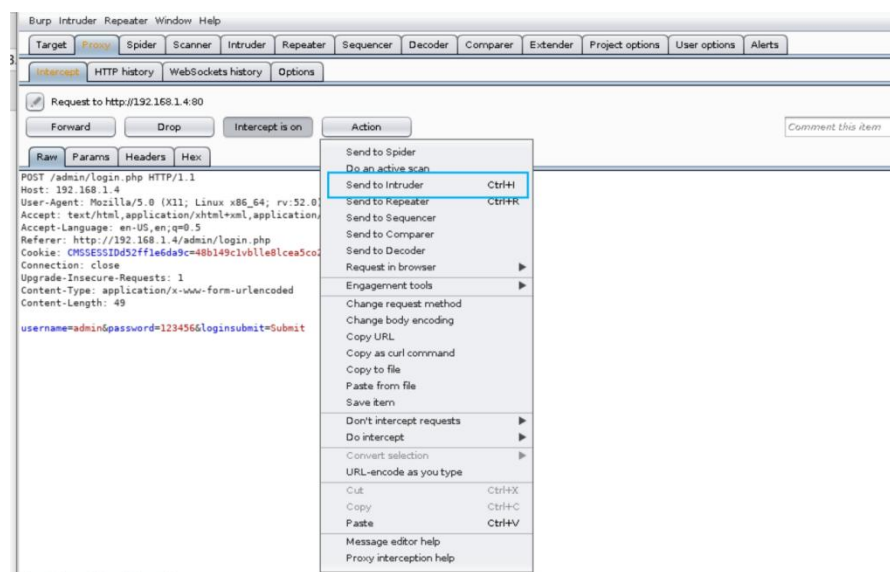 Burp Intruder Repeater Window Help
Target Proxy Spider Scanner Intruder Repeater Sequencer Decoder Comparer Extender Project options User options Alerts
Intercept HTTP history WebSockets history Options
Request to http://192.168.1.4:80
Forward Drop Intercept is on Action Comment this item
Raw Params Headers Hex
POST /admin/login.php HTTP/1.1
Host: 192.168.1.4
User-Agent: Mozilla/5.0 (X11; Linux x86_64; rv:52.0)
Accept: text/html,application/xhtml+xml,application/
Accept-Language: en-US,en;q=0.5
Referer: http://192.168.1.4/admin/login.php
Cookie: CMSSESSIDd52ff1e6da9c=48b149c1vblle8lcea5co2
Connection: close
Upgrade-Insecure-Requests: 1
Content-Type: application/x-www-form-urlencoded
Content-Length: 49
username=admin&password=123456&loginsubmit=Submit
Send to Spider
Do an active scan
Send to Intruder Ctrl+I
Send to Repeater Ctrl+R
Send to Sequencer
Send to Comparer
Send to Decoder
Request in browser
Engagement tools
Change request method
Change body encoding
Copy URL
Copy as curl command
Copy to file
Paste from file
Save item
Don't intercept requests
Do intercept
Convert selection
URL-encode as you type
Cut Ctrl+X
Copy Ctrl+C
Paste Ctrl+V
Message editor help
Proxy interception help